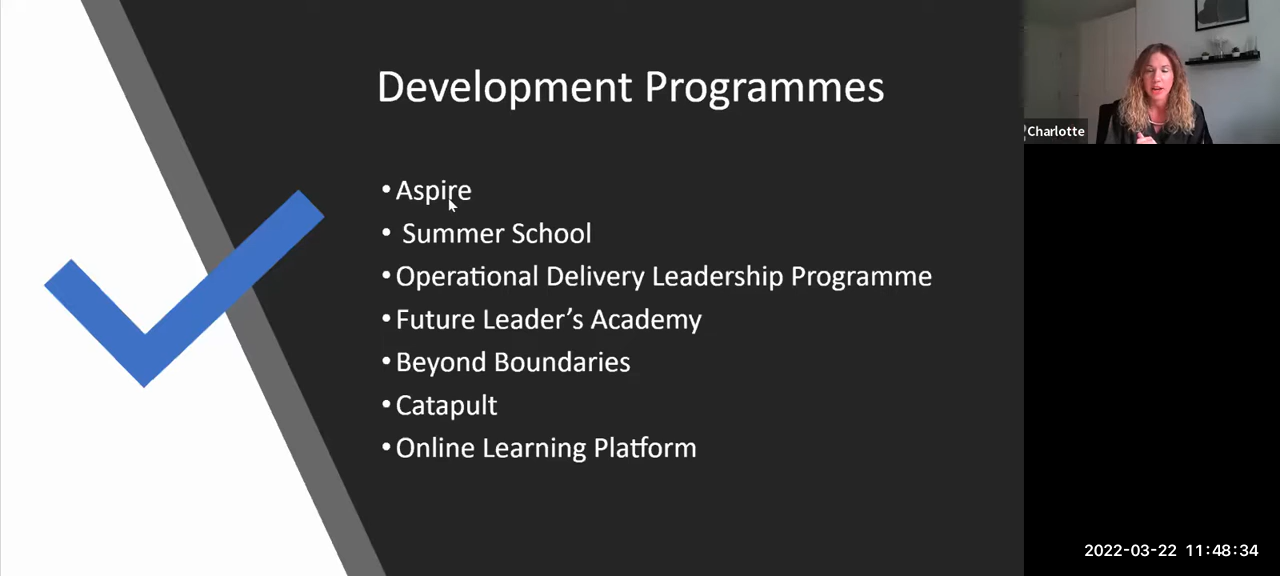 Development Programmes
• Aspire
• Summer School
• Operational Delivery Leadership Programme
• Future Leader’s Academy
• Beyond Boundaries
• Catapult
• Online Learning Platform
Charlotte
2022-03-22 11:48:34